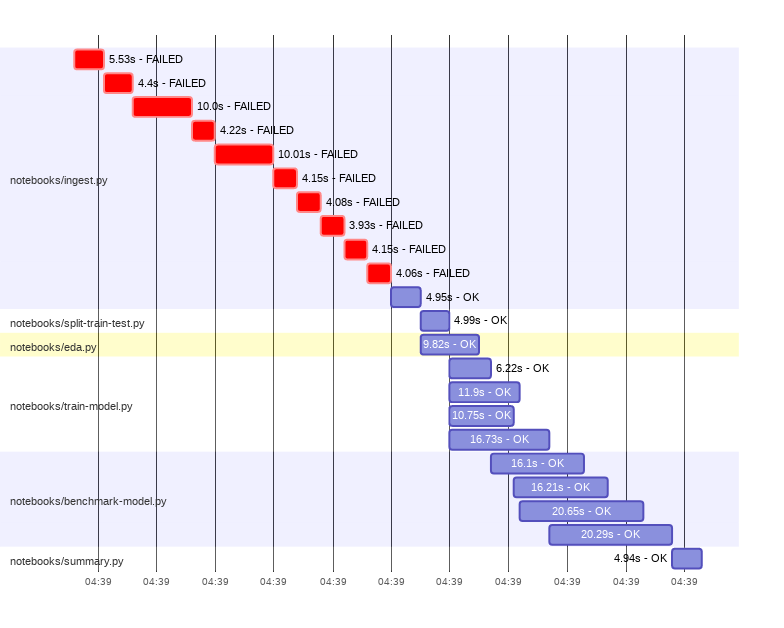 5.53s - FAILED
4.4s - FAILED
10.0s - FAILED
4.22s - FAILED
10.01s - FAILED
4.15s - FAILED
notebooks/ingest.py
4.08s - FAILED
3.93s - FAILED
4.15s - FAILED
4.06s - FAILED
4.95s - OK
notebooks/split-train-test.py
4.99s - OK
notebooks/eda.py
9.82s - OK
6.22s - OK
11.9s - OK
notebooks/train-model.py
10.75s - OK
16.73s - OK
16.1s - OK
16.21s - OK
notebooks/benchmark-model.py
20.65s - OK
20.29s - OK
notebooks/summary.py
4.94s - OK
04:39 04:39 04:39 04:39 04:39 04:39 04:39 04:39 04:39 04:39 04:39